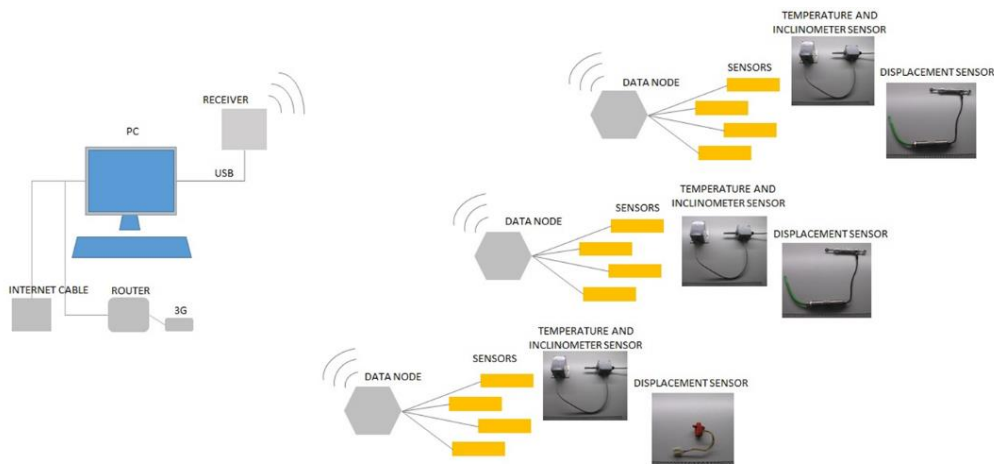 TEMPERATURE AND
INCLINOMETER SENSOR
SENSORS
DISPLACEMENT SENSOR
DATA NODE
RECEIVER
PC
USB
TEMPERATURE AND
INCLINOMETER SENSOR
SENSORS
DATA NODE
DISPLACEMENT SENSOR
INTERNET CABLE
ROUTER
3G
TEMPERATURE AND
INCLINOMETER SENSOR
SENSORS
DATA NODE
DISPLACEMENT SENSOR